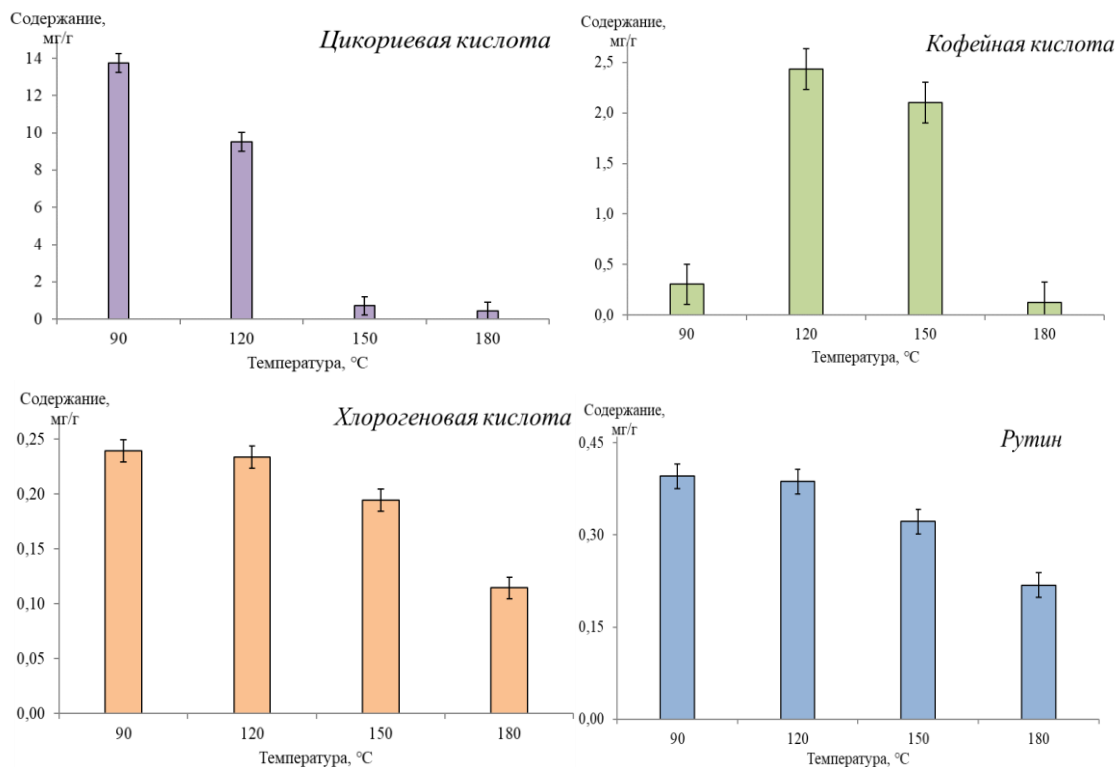 Содержание,
мг/г
Цикориевая кислота
14
12
10
8
6
4
2
0
90 120 150 180
Температура, °С
Содержание,
мг/г
Кофейная кислота
2,5
2,0
1,5
1,0
0,5
0,0
90 120 150 180
Температура, °С
Содержание,
мг/г
Хлорогеновая кислота
0,25
0,20
0,15
0,10
0,05
0,00
90 120 150 180
Температура, °С
Содержание,
мг/г
Рутин
0,45
0,30
0,15
0,00
90 120 150 180
Температура, °С